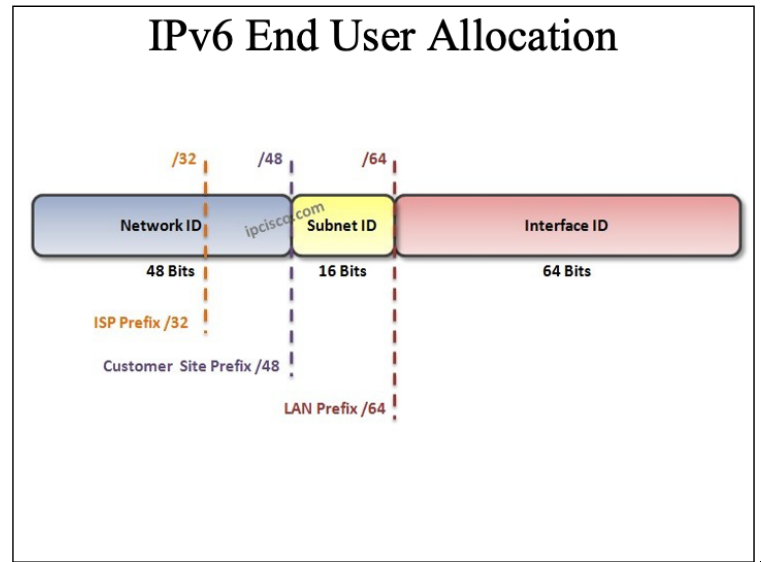 IPv6 End User Allocation
/32 /48 /64
Network ID Subnet ID Interface ID
ipcisco.com
48 Bits 16 Bits 64 Bits
ISP Prefix /32
Customer Site Prefix /48
LAN Prefix /64